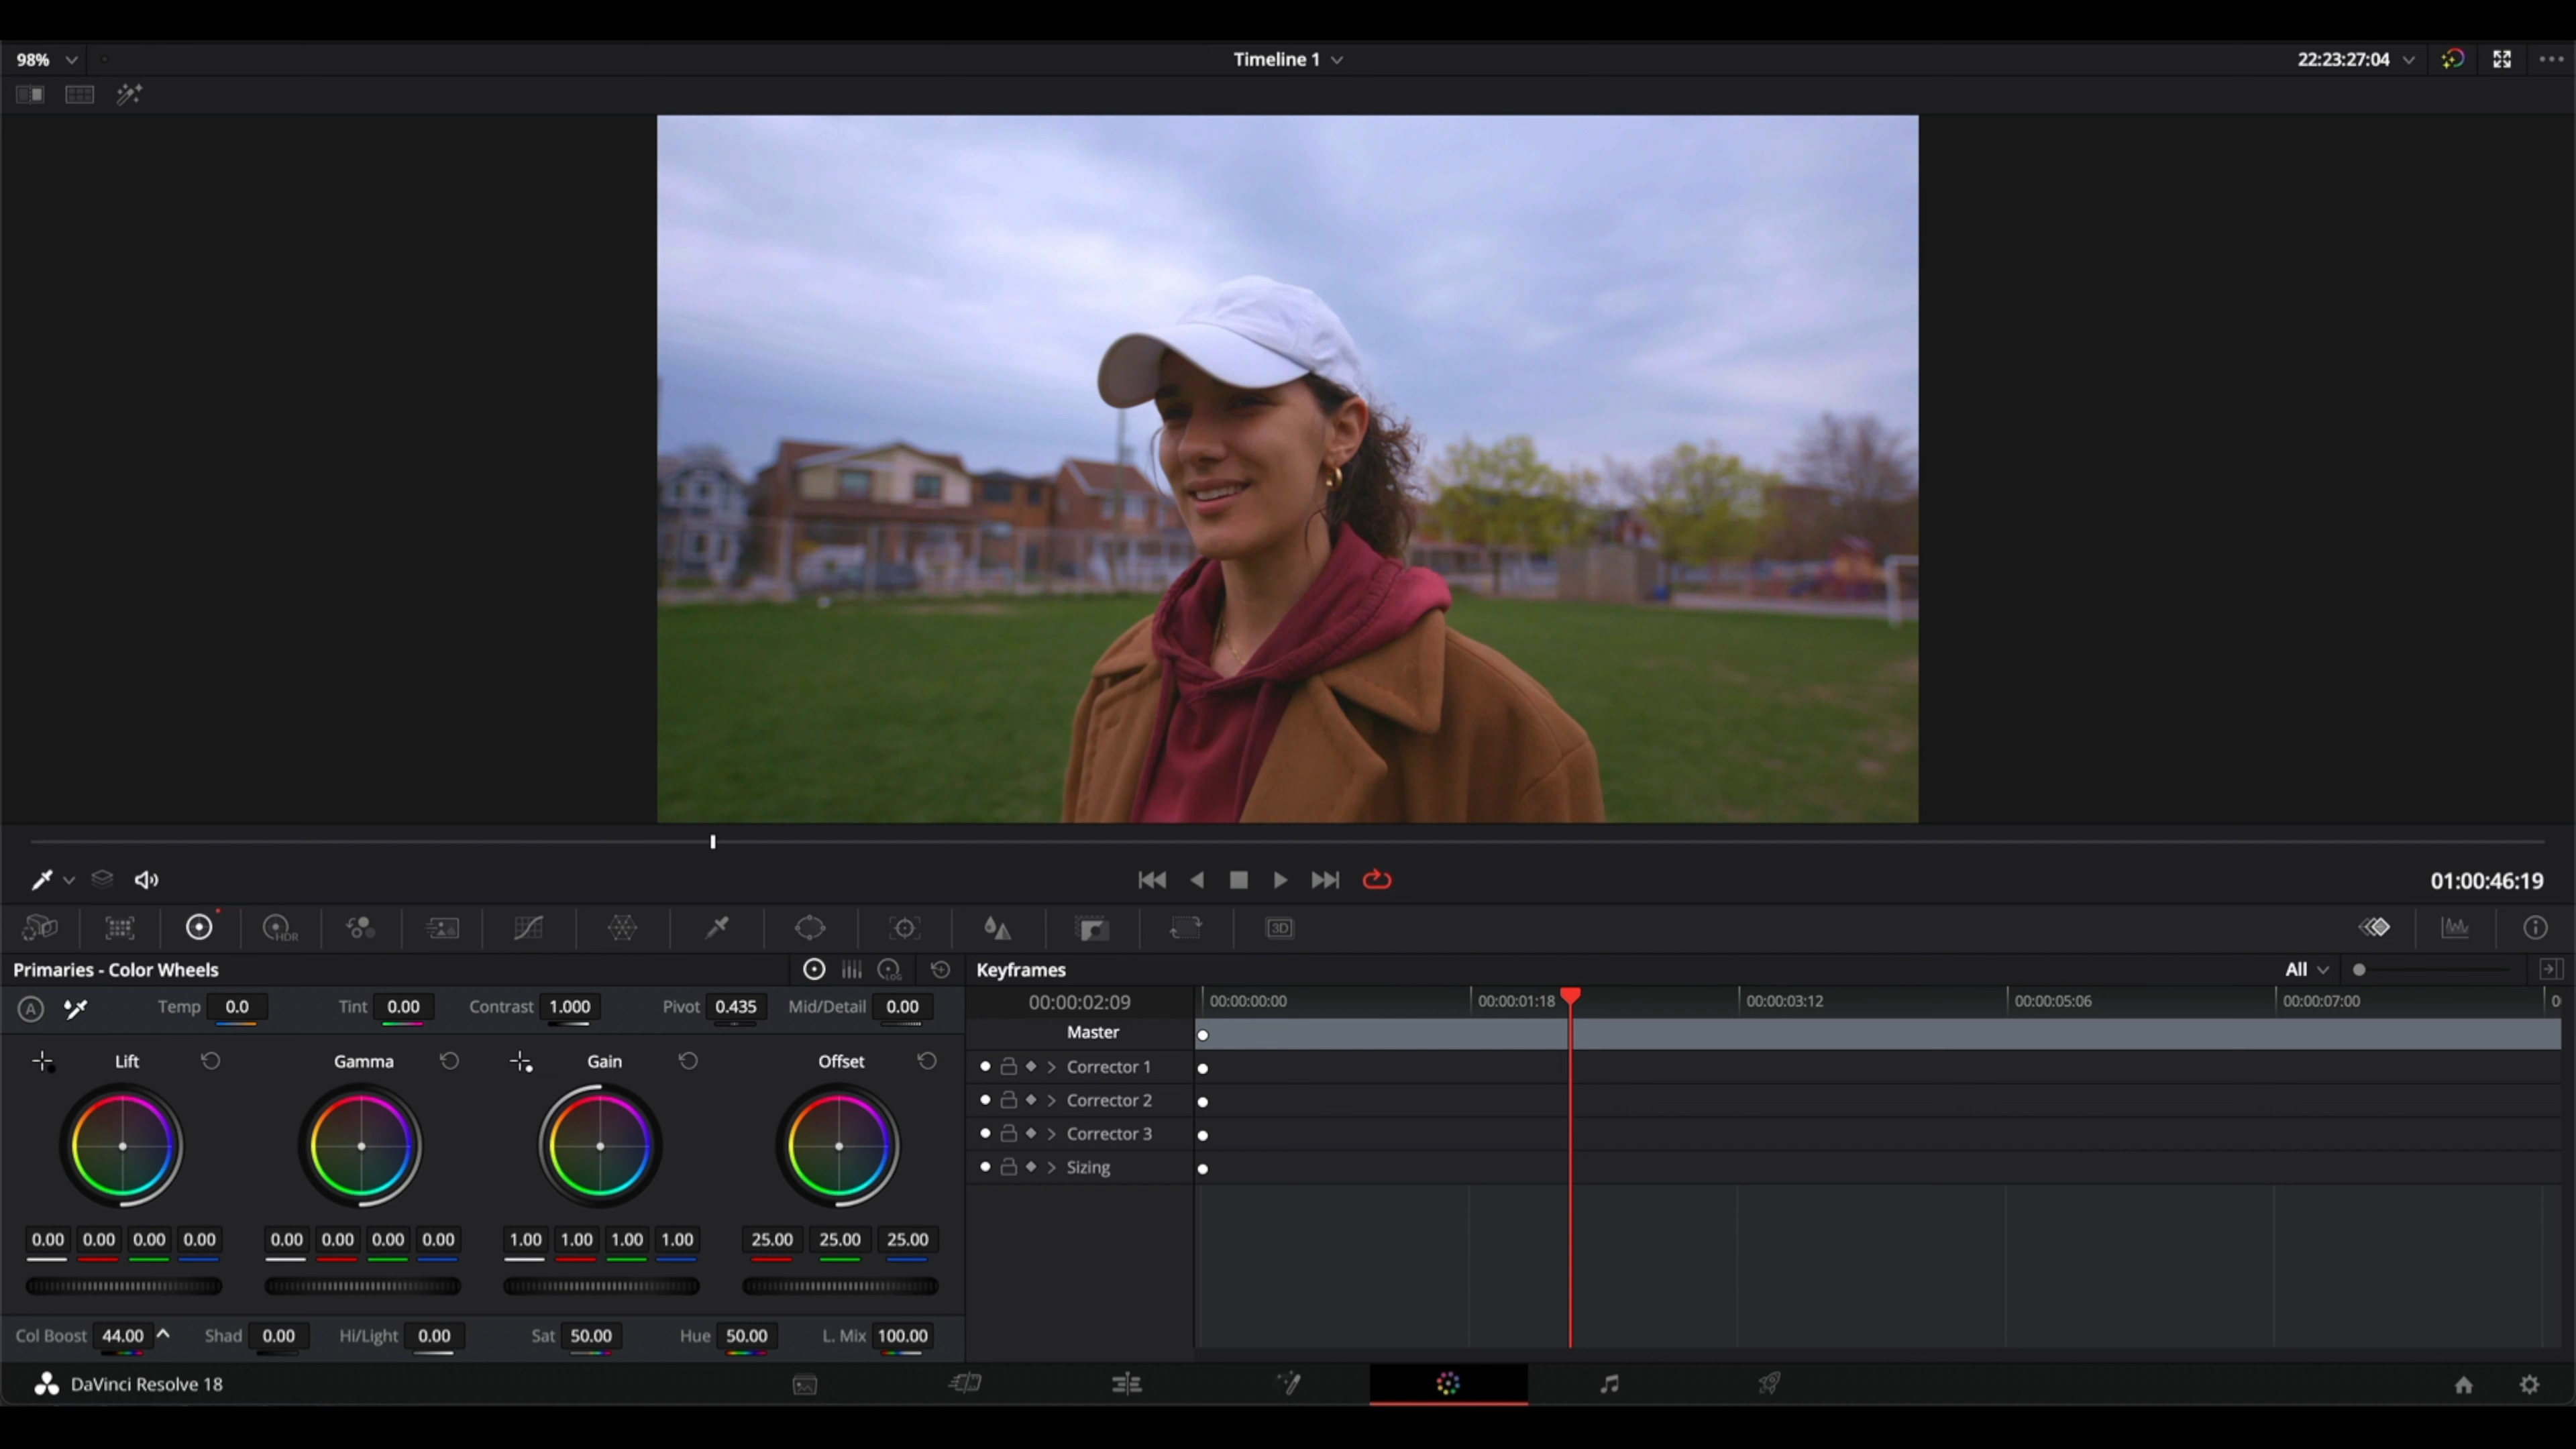 98%
Timeline 1
22:23:27:04
01:00:46:19
HDR
3D
Primaries - Color Wheels
LOG
Keyframes
All
A
Temp 0.0
Tint 0.00
Contrast 1.000
Pivot 0.435
Mid/Detail 0.00
00:00:02:09
00:00:00:00
00:00:01:18
00:00:03:12
00:00:05:06
00:00:07:00
0
Master
Lift
Gamma
Gain
Offset
Corrector 1
Corrector 2
Corrector 3
Sizing
0.00 0.00 0.00 0.00
0.00 0.00 0.00 0.00
1.00 1.00 1.00 1.00
25.00 25.00 25.00
Col Boost 44.00
Shad 0.00
Hi/Light 0.00
Sat 50.00
Hue 50.00
L. Mix 100.00
DaVinci Resolve 18